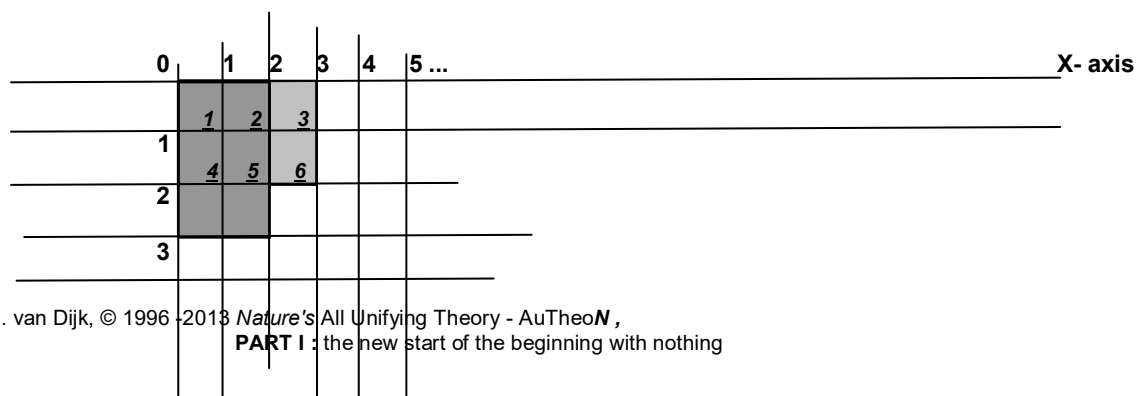 0 1 2 3 4 5 ... X- axis
1 2 3
1
4 5 6
2
3
. van Dijk, © 1996 -2013 Nature's All Unifying Theory - AuTheoN ,
PART I : the new start of the beginning with nothing